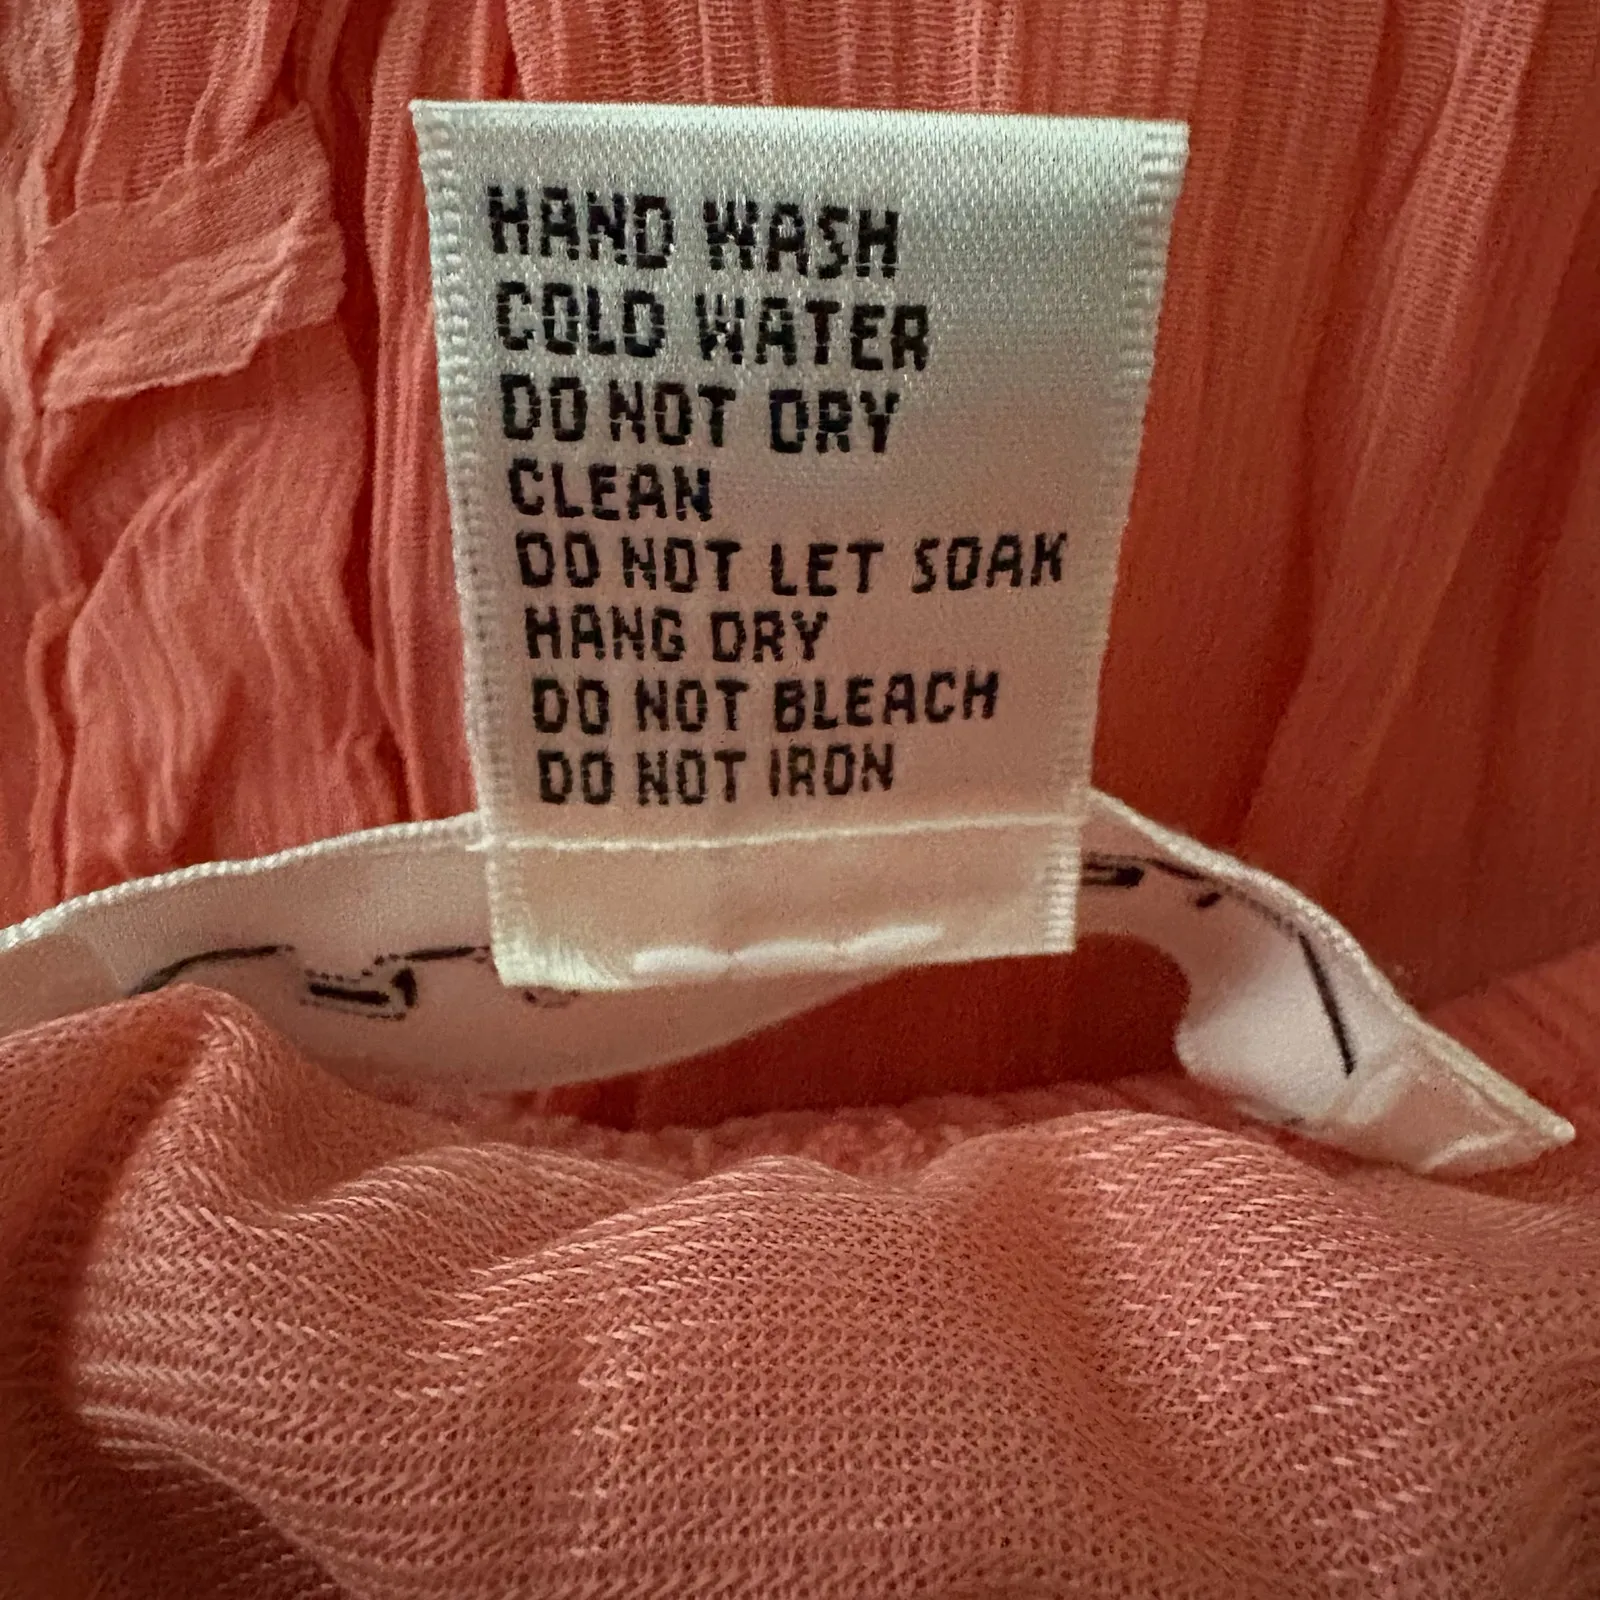 HAND WASH
COLD WATER
DO NOT DRY
CLEAN
DO NOT LET SOAK
HANG DRY
DO NOT BLEACH
DO NOT IRON